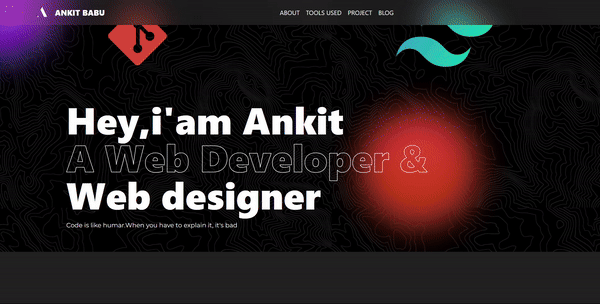 ANKIT BABU
ABOUT TOOLS USED PROJECT BLOG
Hey,i'am Ankit
A Web Developer &
Web designer
Code is like humar.When you have to explain it, it's bad